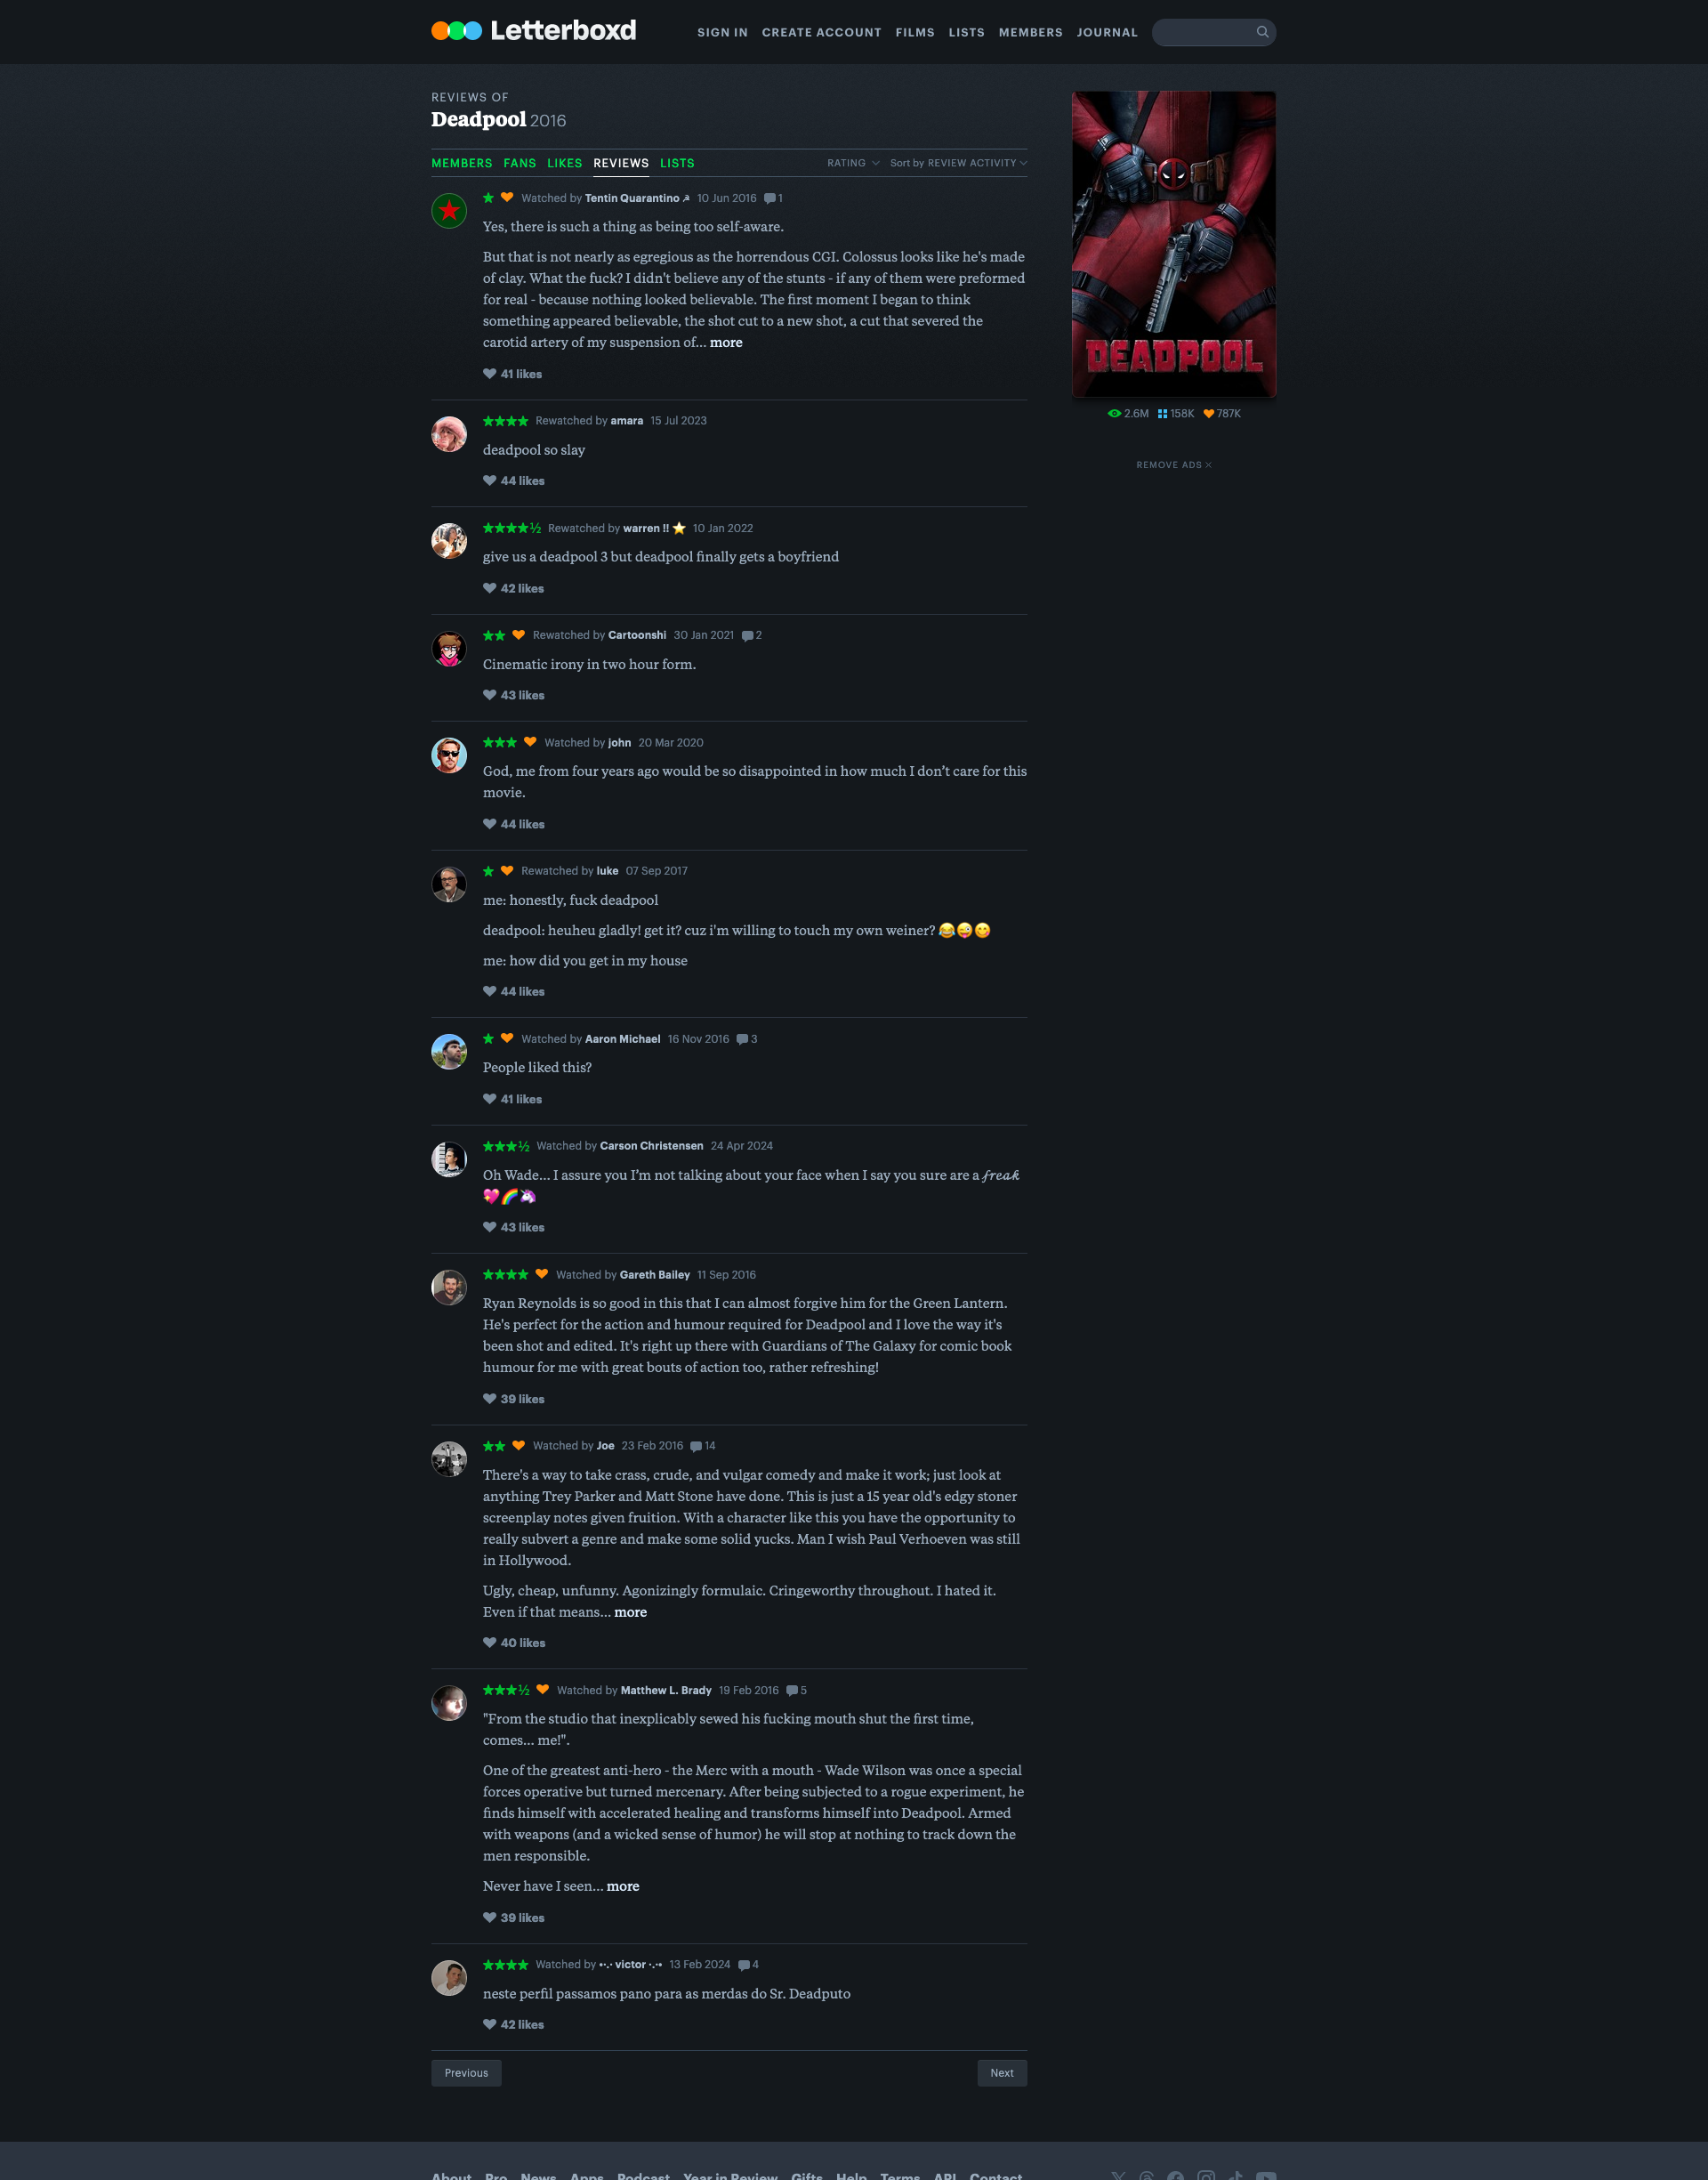 Letterboxd
SIGN IN CREATE ACCOUNT FILMS LISTS MEMBERS JOURNAL
REVIEWS OF
Deadpool 2016
MEMBERS FANS LIKES REVIEWS LISTS RATING Sort by REVIEW ACTIVITY
★ Watched by Tentin Quarantino ☭ 10 Jun 2016 1
Yes, there is such a thing as being too self-aware.
But that is not nearly as egregious as the horrendous CGI. Colossus looks like he's made
of clay. What the fuck? I didn't believe any of the stunts - if any of them were preformed
for real - because nothing looked believable. The first moment I began to think
something appeared believable, the shot cut to a new shot, a cut that severed the
carotid artery of my suspension of… more
41 likes
★★★★ Rewatched by amara 15 Jul 2023
deadpool so slay
44 likes
★★★★½ Rewatched by warren !! ⭐ 10 Jan 2022
give us a deadpool 3 but deadpool finally gets a boyfriend
42 likes
★★ Rewatched by Cartoonshi 30 Jan 2021 2
Cinematic irony in two hour form.
43 likes
★★★ Watched by john 20 Mar 2020
God, me from four years ago would be so disappointed in how much I don’t care for this
movie.
44 likes
★ Rewatched by luke 07 Sep 2017
me: honestly, fuck deadpool
deadpool: heuheu gladly! get it? cuz i'm willing to touch my own weiner? 😂😜😋
me: how did you get in my house
44 likes
★ Watched by Aaron Michael 16 Nov 2016 3
People liked this?
41 likes
★★★½ Watched by Carson Christensen 24 Apr 2024
Oh Wade… I assure you I’m not talking about your face when I say you sure are a 𝒻𝓇ℯ𝒶𝓀
💖🌈🦄
43 likes
★★★★ Watched by Gareth Bailey 11 Sep 2016
Ryan Reynolds is so good in this that I can almost forgive him for the Green Lantern.
He's perfect for the action and humour required for Deadpool and I love the way it's
been shot and edited. It's right up there with Guardians of The Galaxy for comic book
humour for me with great bouts of action too, rather refreshing!
39 likes
★★ Watched by Joe 23 Feb 2016 14
There's a way to take crass, crude, and vulgar comedy and make it work; just look at
anything Trey Parker and Matt Stone have done. This is just a 15 year old's edgy stoner
screenplay notes given fruition. With a character like this you have the opportunity to
really subvert a genre and make some solid yucks. Man I wish Paul Verhoeven was still
in Hollywood.
Ugly, cheap, unfunny. Agonizingly formulaic. Cringeworthy throughout. I hated it.
Even if that means… more
40 likes
★★★½ Watched by Matthew L. Brady 19 Feb 2016 5
"From the studio that inexplicably sewed his fucking mouth shut the first time,
comes… me!".
One of the greatest anti-hero - the Merc with a mouth - Wade Wilson was once a special
forces operative but turned mercenary. After being subjected to a rogue experiment, he
finds himself with accelerated healing and transforms himself into Deadpool. Armed
with weapons (and a wicked sense of humor) he will stop at nothing to track down the
men responsible.
Never have I seen… more
39 likes
★★★★ Watched by •·.· victor ·.·• 13 Feb 2024 4
neste perfil passamos pano para as merdas do Sr. Deadputo
42 likes
Previous Next
DEADPOOL
2.6M 158K 787K
REMOVE ADS
About Pro News Apps Podcast Year in Review Gifts Help Terms API Contact